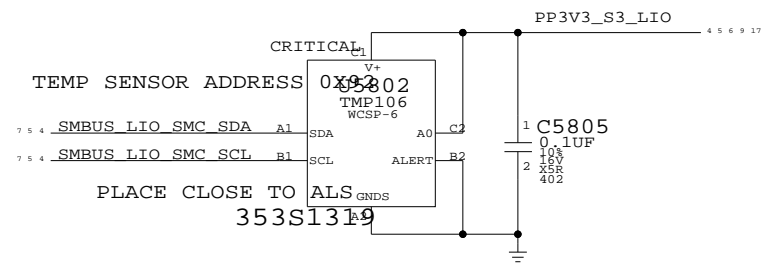 PP3V3_S3_LIO
4 5 6 9 17
CRITICAL
C1
V+
TEMP SENSOR ADDRESS 0X92
U5802
TMP106
WCSP-6
7 5 4 SMBUS_LIO_SMC_SDA A1 SDA A0 C2
1 C5805
0.1UF
10%
16V
7 5 4 SMBUS_LIO_SMC_SCL B1 SCL ALERT B2
2 X5R
402
PLACE CLOSE TO ALS
GNDS
353S1319
A2